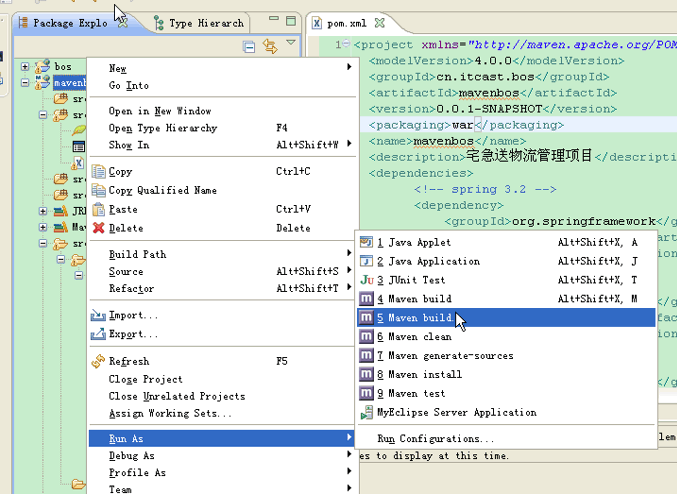 Package Explo
Type Hierarch
bos
mavenb
New
Go Into
Open in New Window
Open Type Hierarchy F4
Show In Alt+Shift+W
Copy Ctrl+C
Copy Qualified Name
Paste Ctrl+V
Delete Delete
Build Path
Source Alt+Shift+S
Refactor Alt+Shift+T
Import...
Export...
Refresh F5
Close Project
Close Unrelated Projects
Assign Working Sets...
Run As
Debug As
Profile As
Team
pom.xml
1 <project xmlns="http://maven.apache.org/POM
<modelVersion>4.0.0</modelVersion>
<groupId>cn.itcast.bos</groupId>
<artifactId>mavenbos</artifactId>
<version>0.0.1-SNAPSHOT</version>
<packaging>war</packaging>
<name>mavenbos</name>
<description>宅急送物流管理项目</descripti
<dependencies>
<!-- spring 3.2 -->
<dependency>
<groupId>org.springframework</g
1 Java Applet Alt+Shift+X, A
2 Java Application Alt+Shift+X, J
3 JUnit Test Alt+Shift+X, T
4 Maven build Alt+Shift+X, M
5 Maven build...
6 Maven clean
7 Maven generate-sources
8 Maven install
9 Maven test
MyEclipse Server Application
Run Configurations...
es to display at this time.